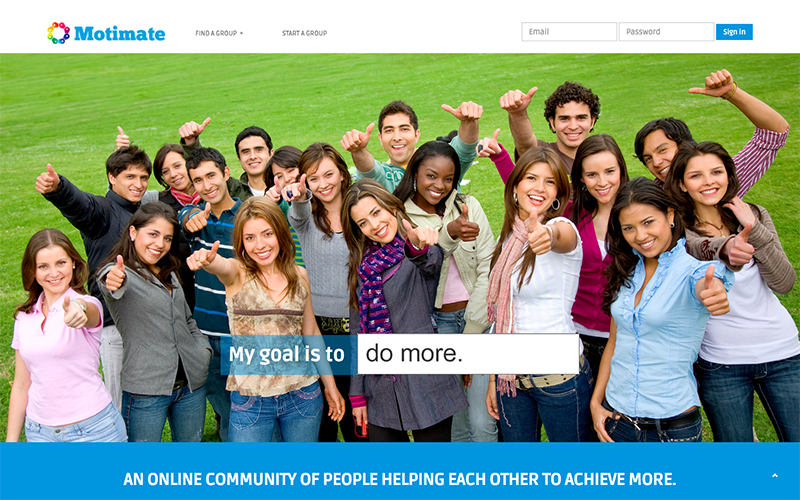 Motimate
FIND A GROUP
START A GROUP
Email
Password
Sign in
My goal is to do more.
AN ONLINE COMMUNITY OF PEOPLE HELPING EACH OTHER TO ACHIEVE MORE.